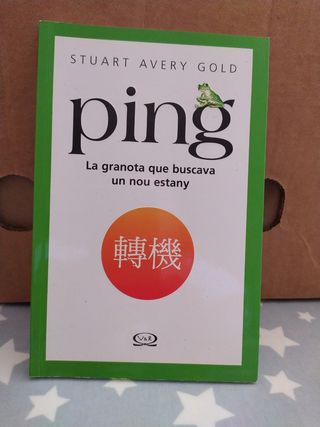 STUART AVERY GOLD
ping
La granota que buscava
un nou estany
轉機
V&R